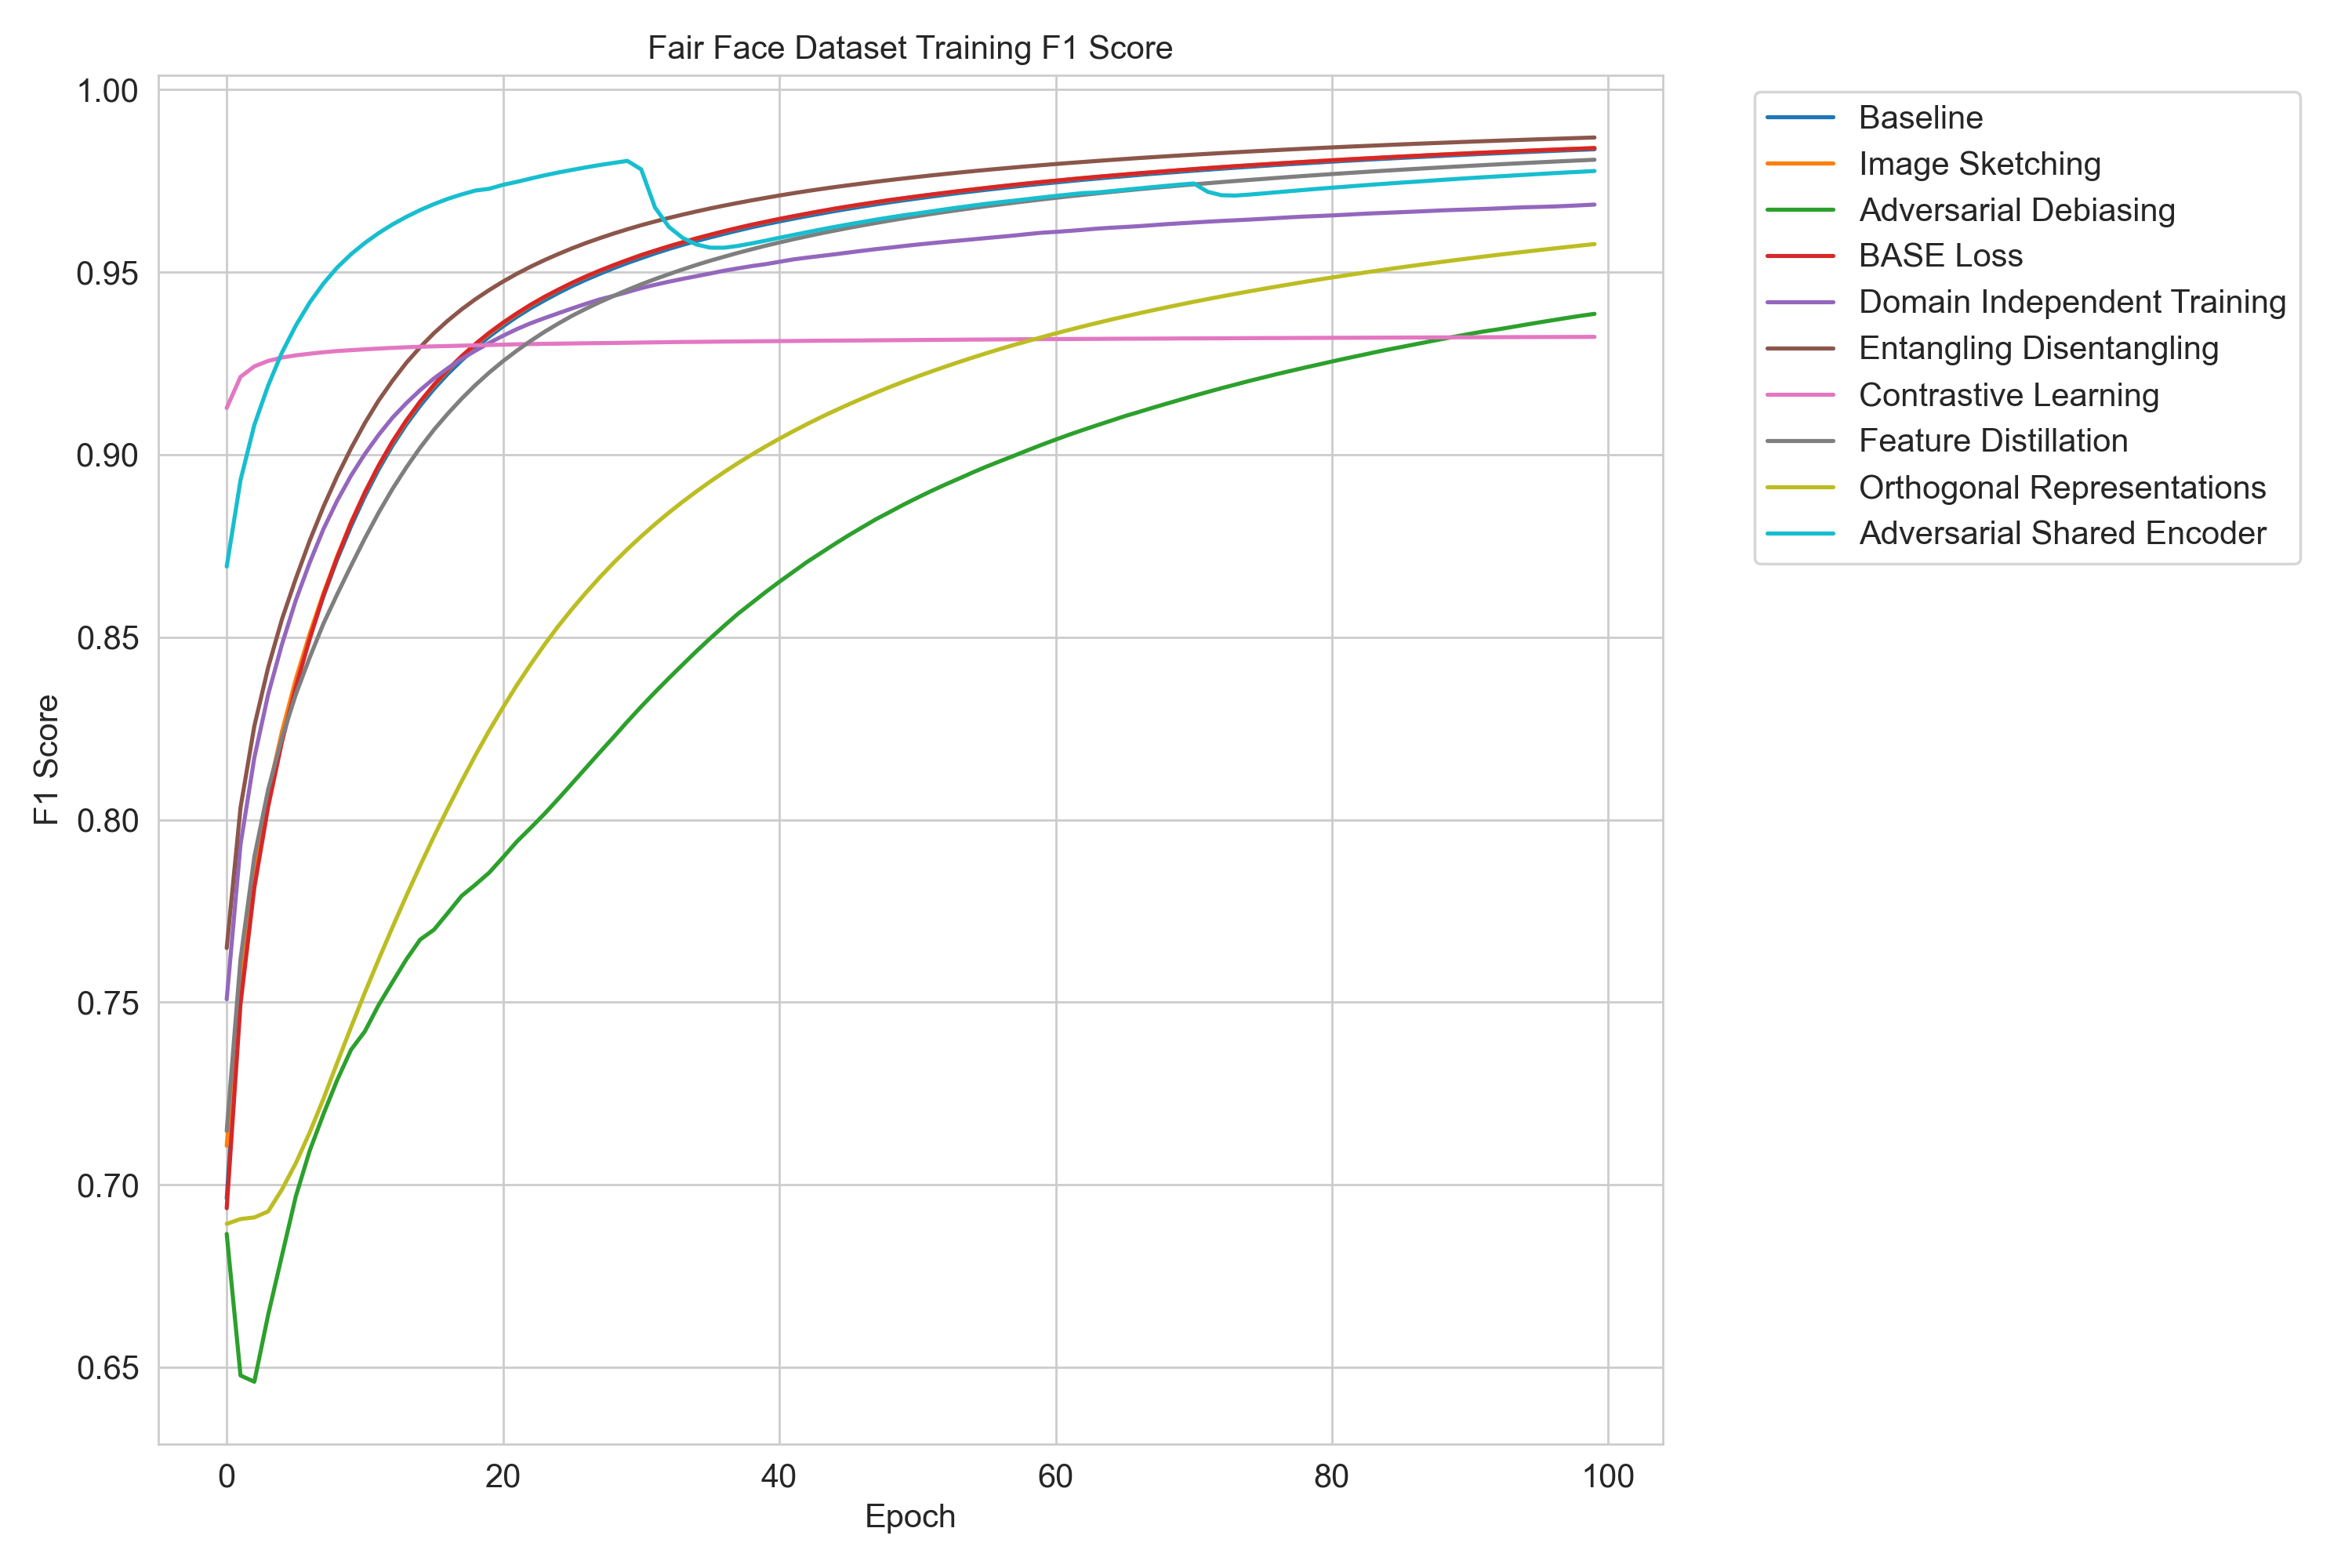 Fair Face Dataset Training F1 Score
1.00
0.95
0.90
0.85
0.80
0.75
0.70
0.65
F1 Score
0 20 40 60 80 100
Epoch
Baseline
Image Sketching
Adversarial Debiasing
BASE Loss
Domain Independent Training
Entangling Disentangling
Contrastive Learning
Feature Distillation
Orthogonal Representations
Adversarial Shared Encoder